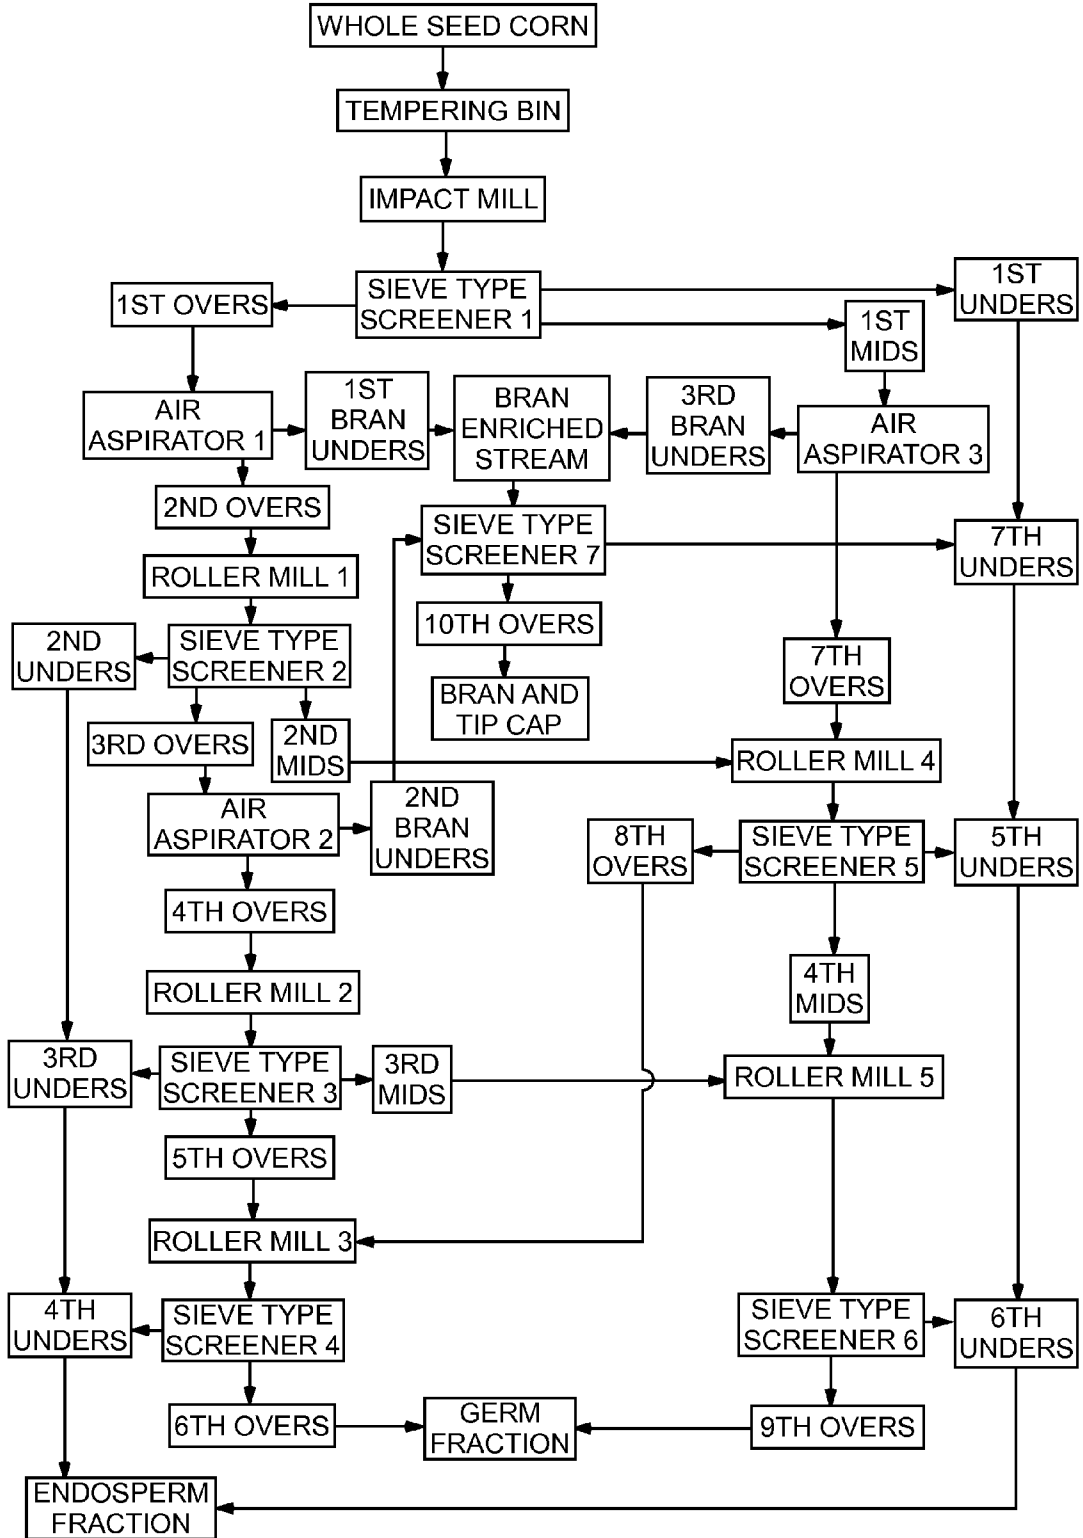 WHOLE SEED CORN
TEMPERING BIN
IMPACT MILL
SIEVE TYPE
SCREENER 1
1ST OVERS
1ST
UNDERS
1ST
MIDS
AIR
ASPIRATOR 1
1ST
BRAN
UNDERS
BRAN
ENRICHED
STREAM
3RD
BRAN
UNDERS
AIR
ASPIRATOR 3
2ND OVERS
SIEVE TYPE
SCREENER 7
7TH
UNDERS
ROLLER MILL 1
10TH OVERS
2ND
UNDERS
SIEVE TYPE
SCREENER 2
7TH
OVERS
BRAN AND
TIP CAP
3RD OVERS
2ND
MIDS
ROLLER MILL 4
AIR
ASPIRATOR 2
2ND
BRAN
UNDERS
8TH
OVERS
SIEVE TYPE
SCREENER 5
5TH
UNDERS
4TH OVERS
ROLLER MILL 2
4TH
MIDS
3RD
UNDERS
SIEVE TYPE
SCREENER 3
3RD
MIDS
ROLLER MILL 5
5TH OVERS
ROLLER MILL 3
4TH
UNDERS
SIEVE TYPE
SCREENER 4
SIEVE TYPE
SCREENER 6
6TH
UNDERS
6TH OVERS
GERM
FRACTION
9TH OVERS
ENDOSPERM
FRACTION